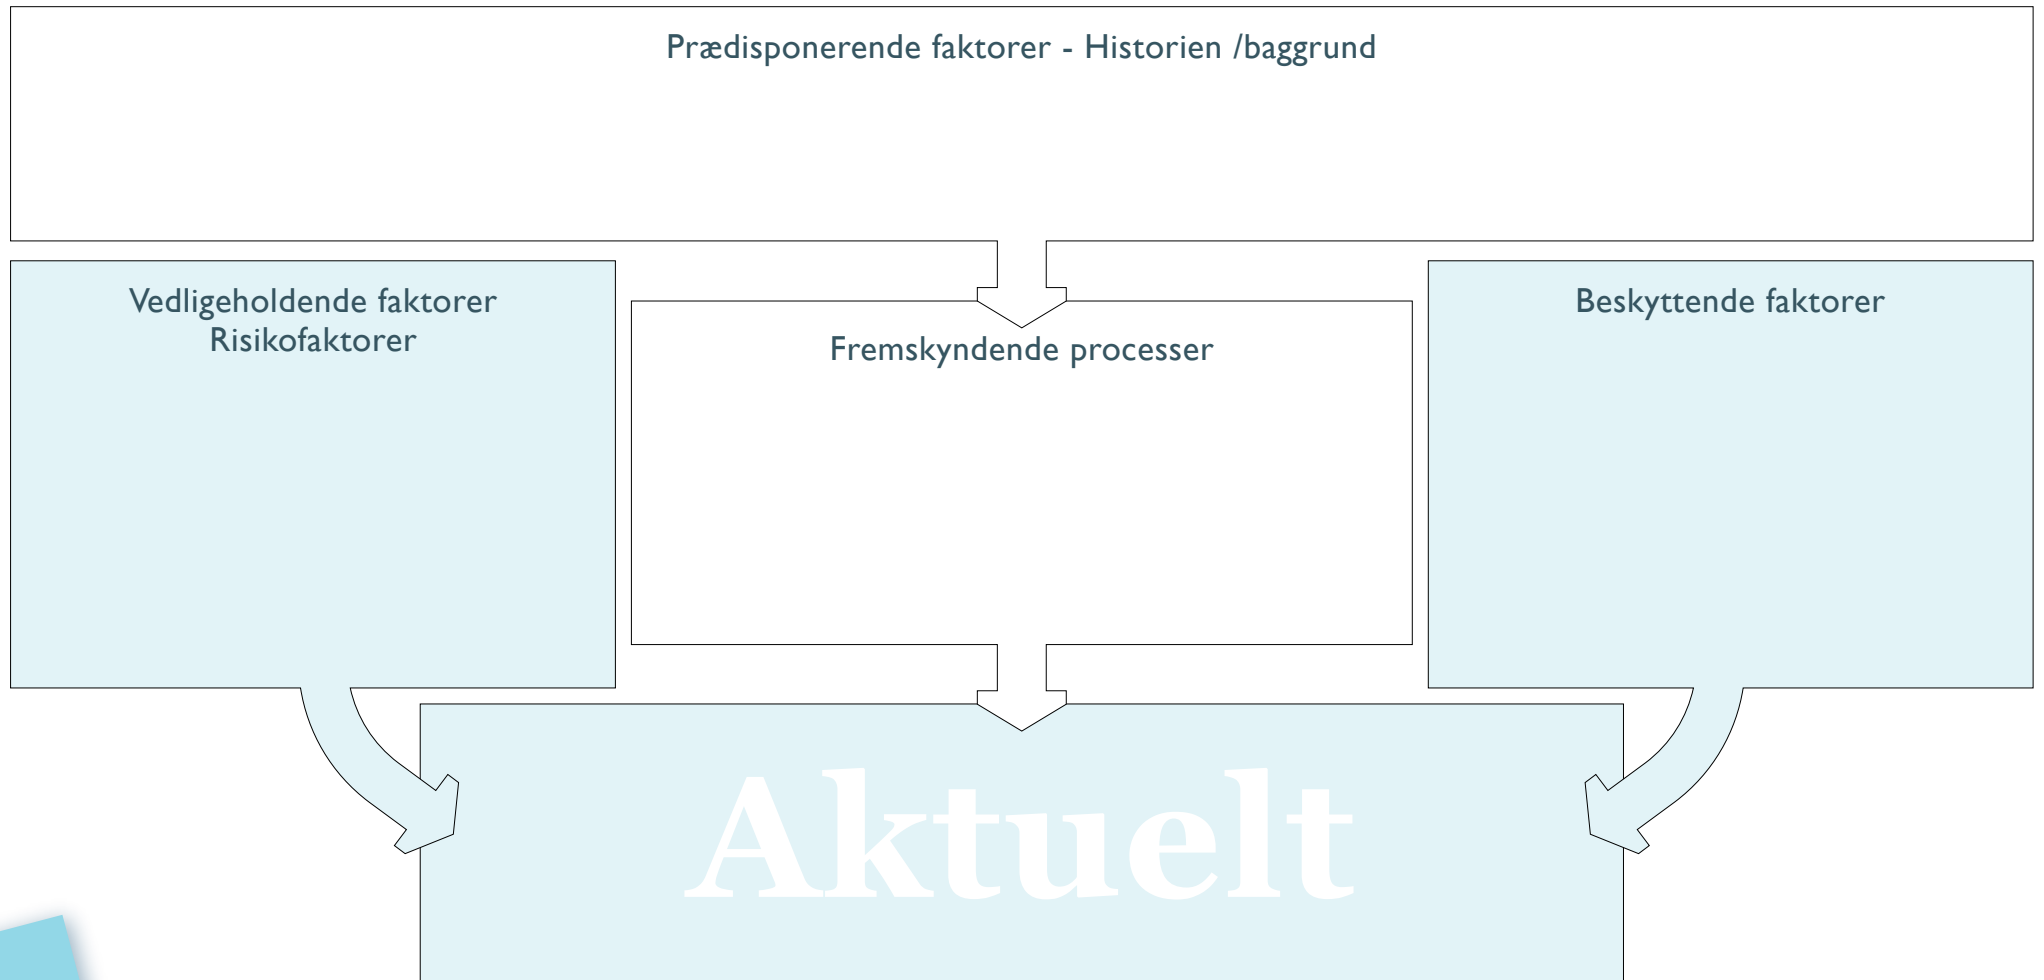 Prædisponerende faktorer - Historien /baggrund
Vedligeholdende faktorer
Risikofaktorer
Fremskyndende processer
Beskyttende faktorer
Aktuelt